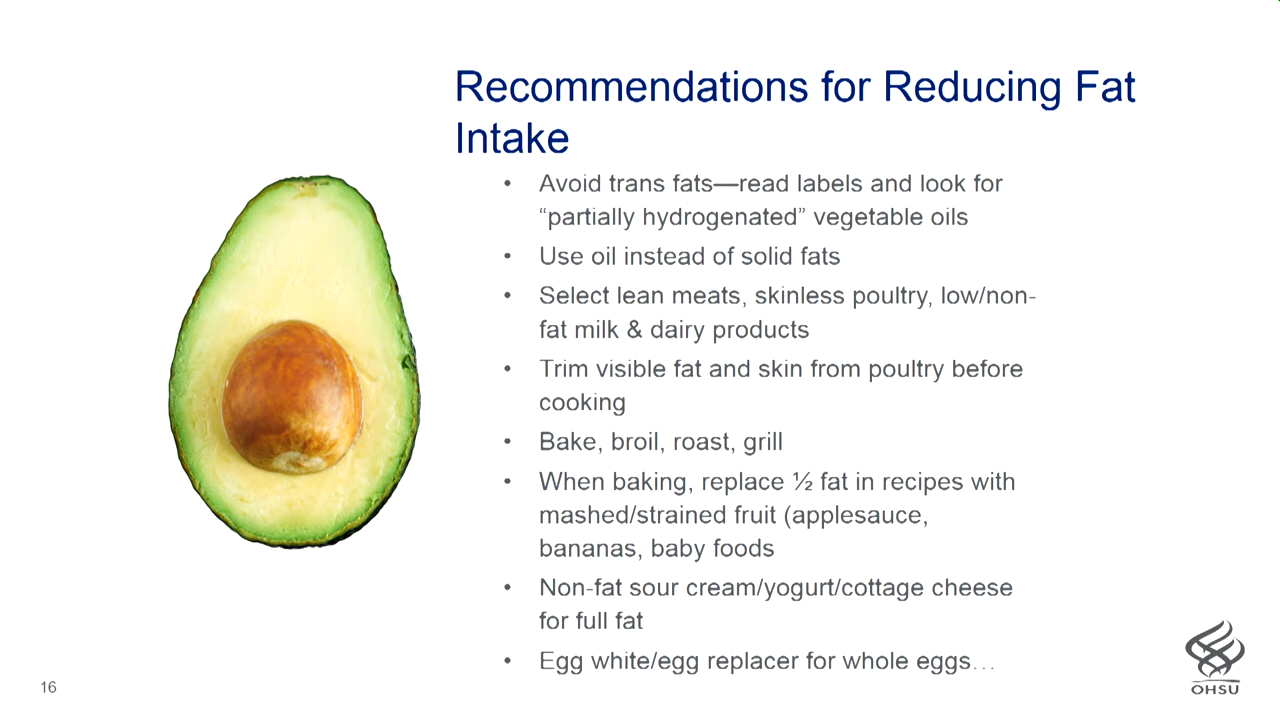 Recommendations for Reducing Fat
Intake
• Avoid trans fats—read labels and look for
“partially hydrogenated” vegetable oils
• Use oil instead of solid fats
• Select lean meats, skinless poultry, low/non-
fat milk & dairy products
• Trim visible fat and skin from poultry before
cooking
• Bake, broil, roast, grill
• When baking, replace ½ fat in recipes with
mashed/strained fruit (applesauce,
bananas, baby foods
• Non-fat sour cream/yogurt/cottage cheese
for full fat
• Egg white/egg replacer for whole eggs…
16
OHSU